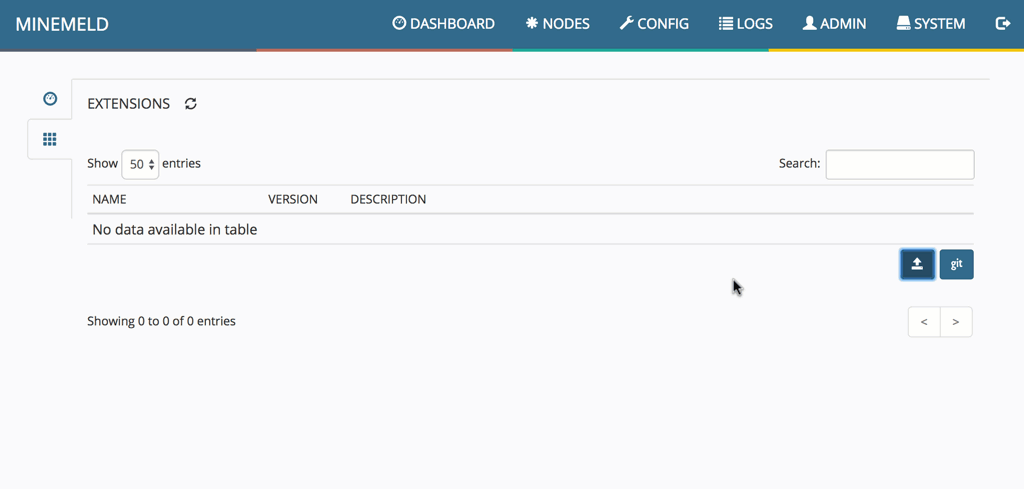 MINEMELD
DASHBOARD NODES CONFIG LOGS ADMIN SYSTEM
EXTENSIONS
Show 50 entries Search:
NAME VERSION DESCRIPTION
No data available in table
git
Showing 0 to 0 of 0 entries < >